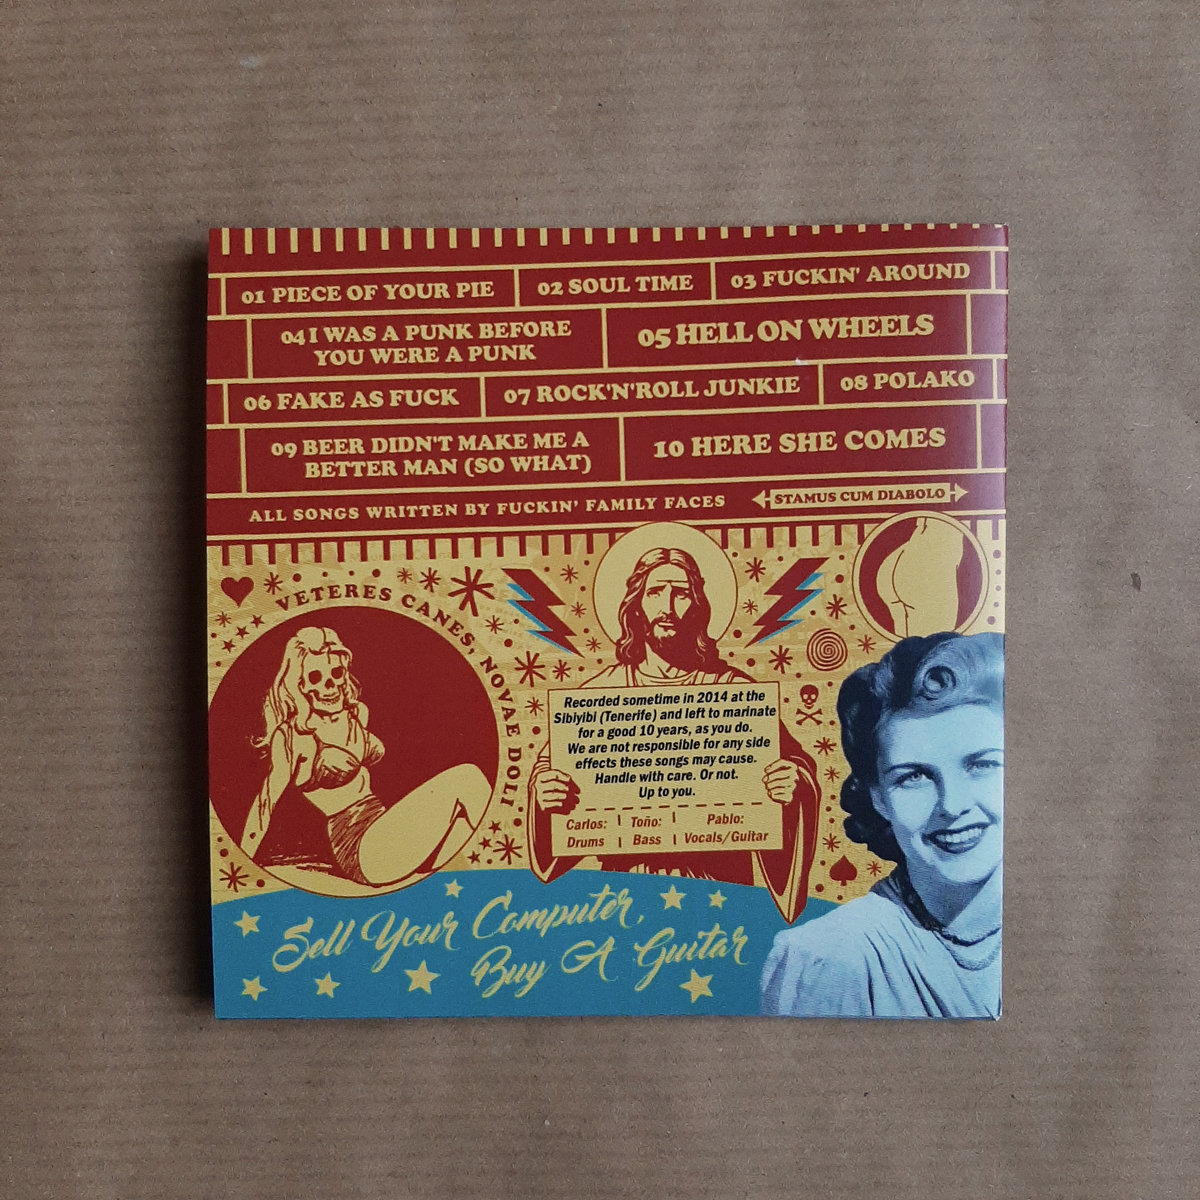 01 PIECE OF YOUR PIE
02 SOUL TIME
03 FUCKIN' AROUND
04 I WAS A PUNK BEFORE
YOU WERE A PUNK
05 HELL ON WHEELS
06 FAKE AS FUCK
07 ROCK'N'ROLL JUNKIE
08 POLAKO
09 BEER DIDN'T MAKE ME A
BETTER MAN (SO WHAT)
10 HERE SHE COMES
ALL SONGS WRITTEN BY FUCKIN' FAMILY FACES
STAMUS CUM DIABOLO
VETERES CANES, NOVAE DOLI
Recorded sometime in 2014 at the
Sibiyibi (Tenerife) and left to marinate
for a good 10 years, as you do.
We are not responsible for any side
effects these songs may cause.
Handle with care. Or not.
Up to you.
Carlos:
Drums
Toño:
Bass
Pablo:
Vocals/Guitar
Sell Your Computer,
Buy A Guitar